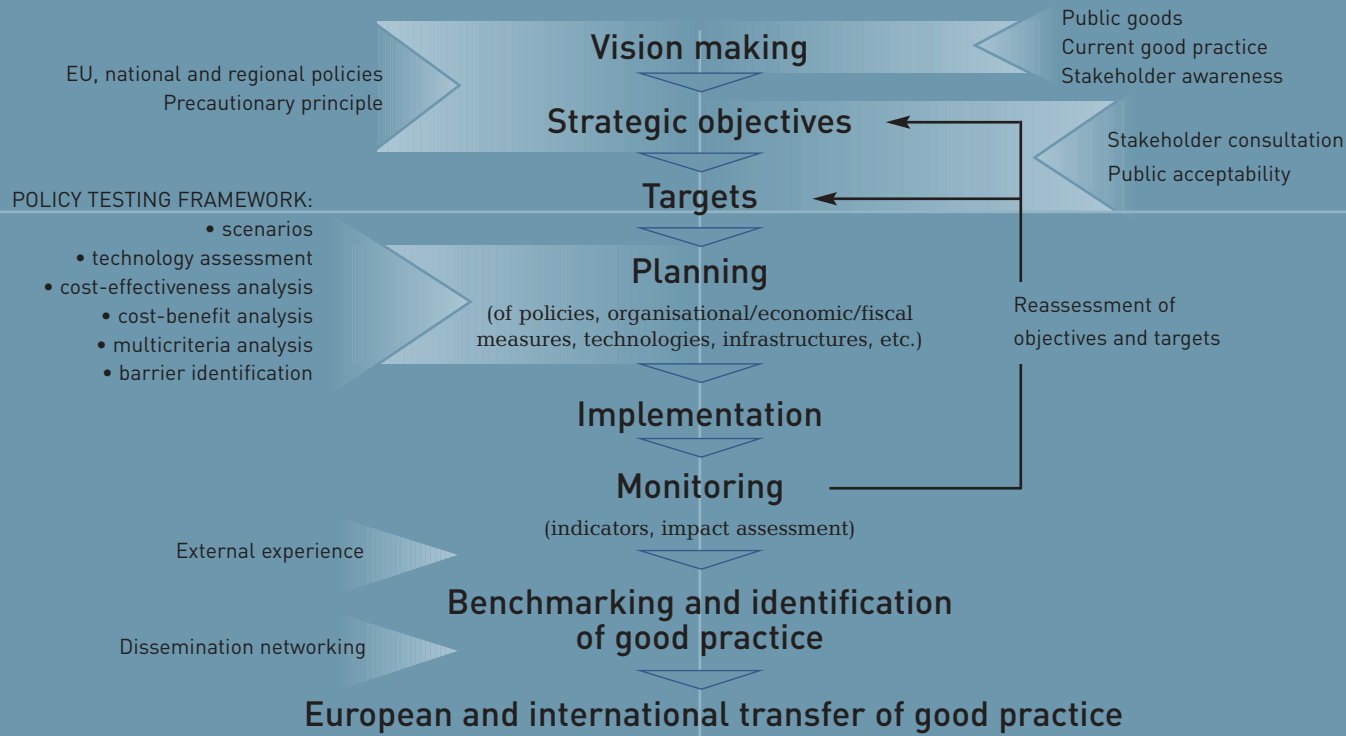 Vision making
Public goods
Current good practice
Stakeholder awareness
EU, national and regional policies
Precautionary principle
Strategic objectives
Stakeholder consultation
Public acceptability
Targets
POLICY TESTING FRAMEWORK:
• scenarios
• technology assessment
• cost-effectiveness analysis
• cost-benefit analysis
• multicriteria analysis
• barrier identification
Planning
(of policies, organisational/economic/fiscal
measures, technologies, infrastructures, etc.)
Reassessment of
objectives and targets
Implementation
Monitoring
(indicators, impact assessment)
External experience
Benchmarking and identification
of good practice
Dissemination networking
European and international transfer of good practice